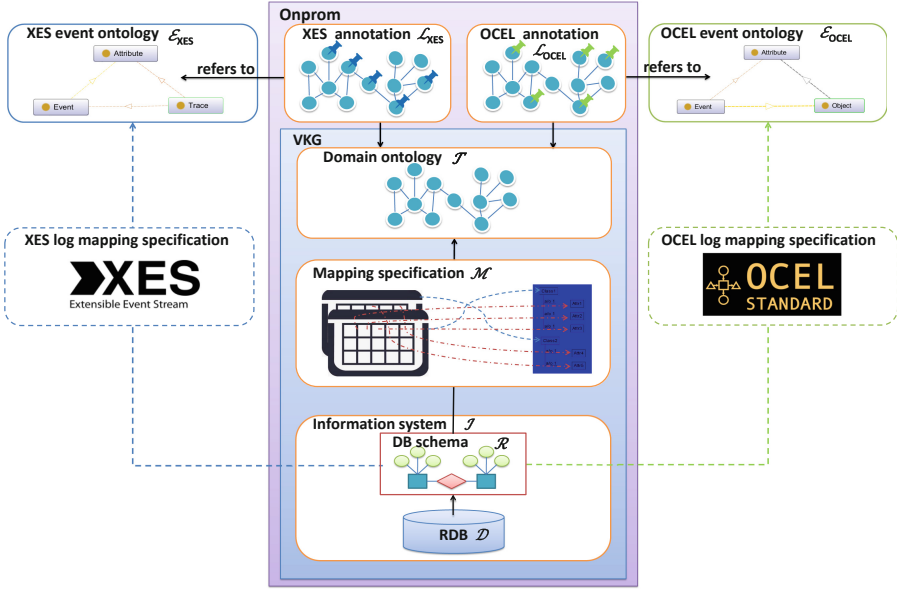 Onprom
XES event ontology ℰXES
Attribute
Event
Trace
refers to
XES annotation ℒXES
OCEL annotation
ℒOCEL
refers to
OCEL event ontology ℰOCEL
Attribute
Event
Object
VKG
Domain ontology 𝒯
XES log mapping specification
XES
Extensible Event Stream
Mapping specification ℳ
OCEL log mapping specification
OCEL
STANDARD
Information system ℐ
DB schema ℛ
RDB 𝒟